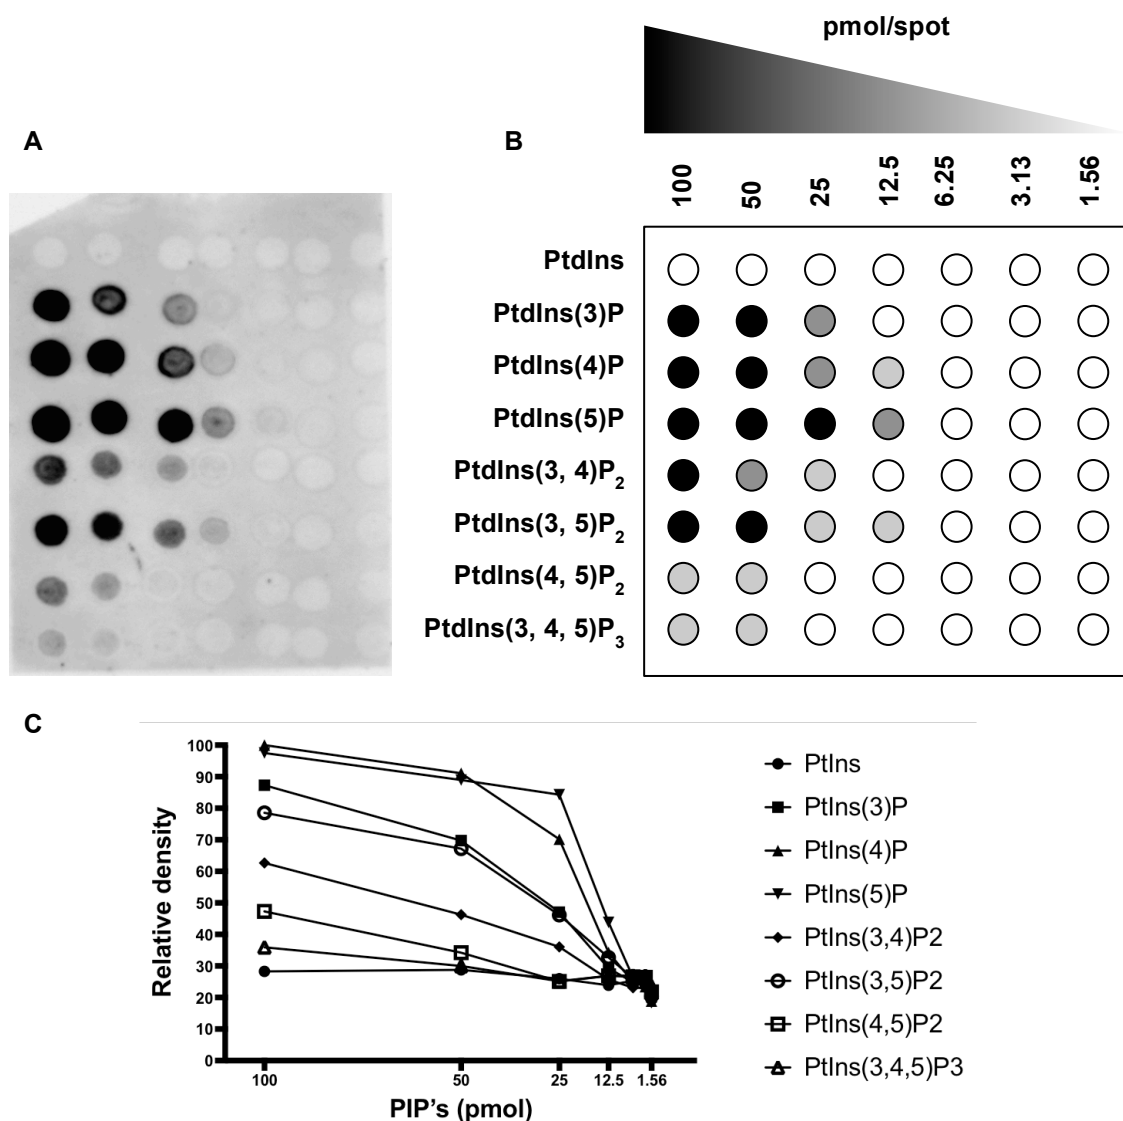 pmol/spot
A
B
100 50 25 12.5 6.25 3.13 1.56
PtdIns
PtdIns(3)P
PtdIns(4)P
PtdIns(5)P
PtdIns(3, 4)P2
PtdIns(3, 5)P2
PtdIns(4, 5)P2
PtdIns(3, 4, 5)P3
C
Relative density
100
90
80
70
60
50
40
30
20
10
0
100 50 25 12.5 1.56
PIP's (pmol)
PtIns
PtIns(3)P
PtIns(4)P
PtIns(5)P
PtIns(3,4)P2
PtIns(3,5)P2
PtIns(4,5)P2
PtIns(3,4,5)P3